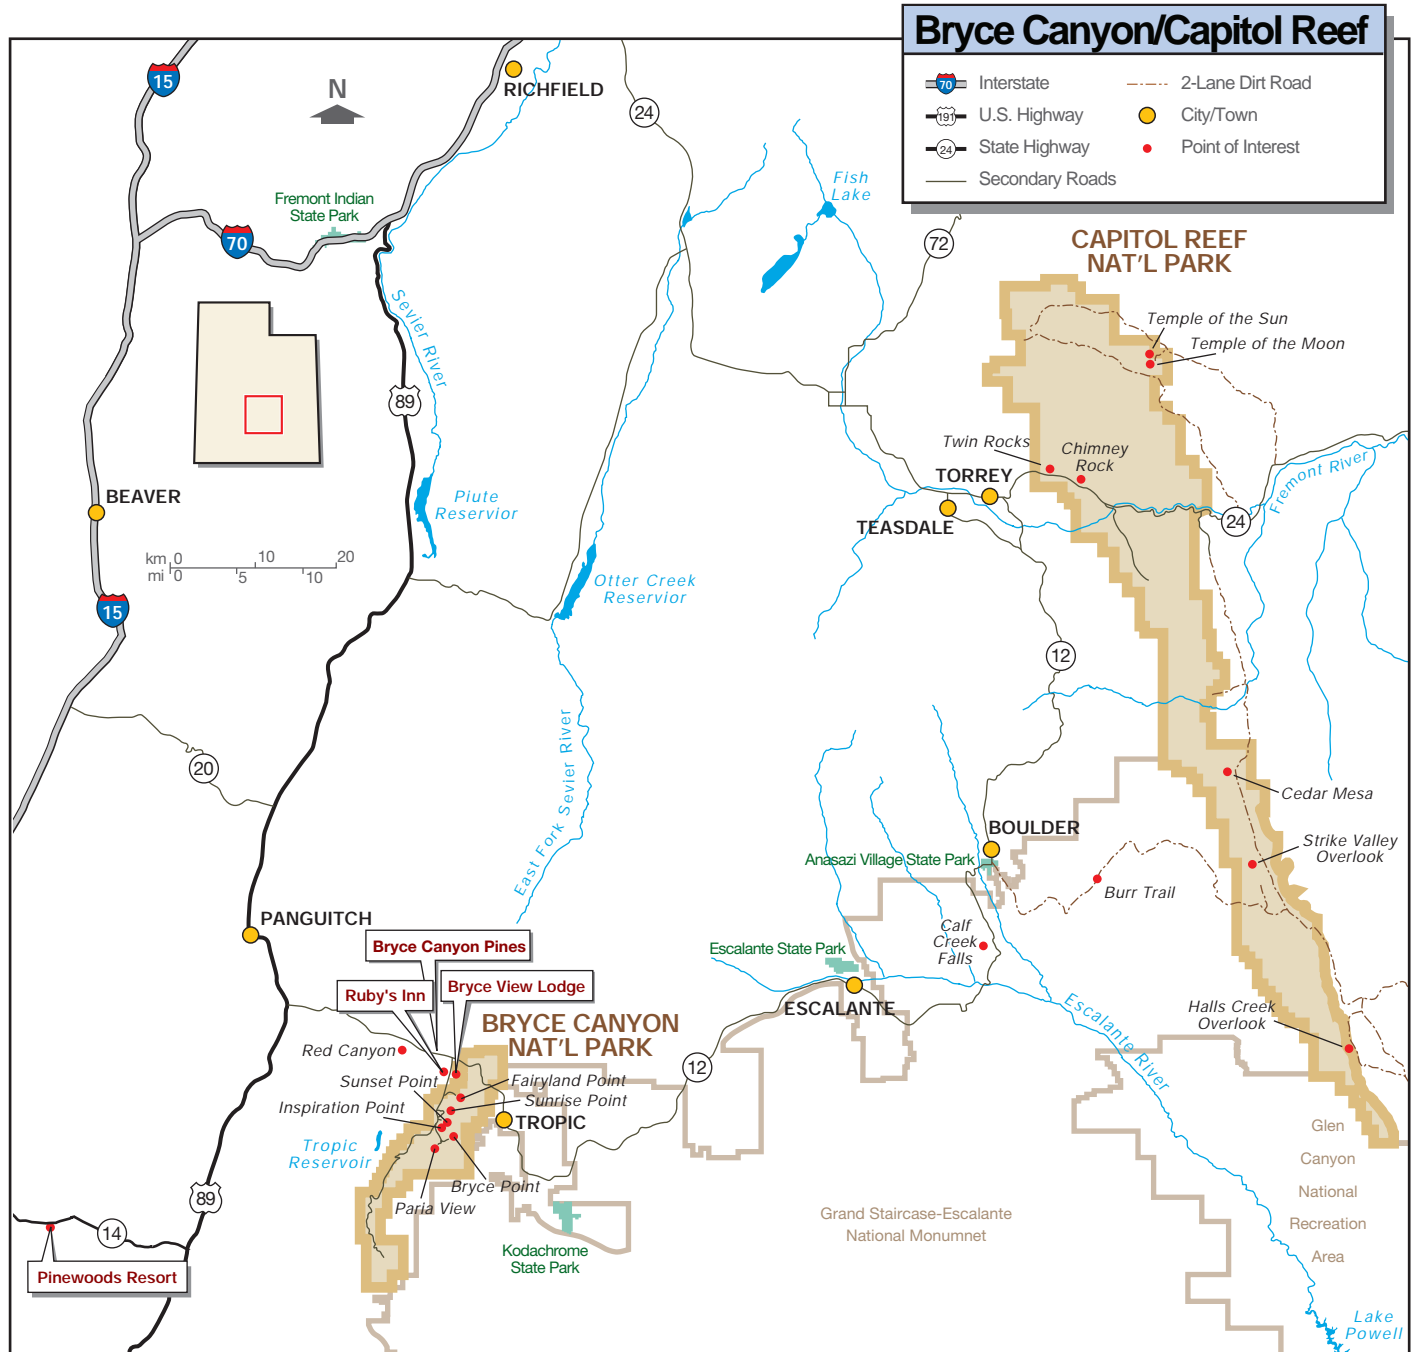 Bryce Canyon/Capitol Reef
70
Interstate
2-Lane Dirt Road
191
U.S. Highway
City/Town
24
State Highway
Point of Interest
Secondary Roads
15
N
RICHFIELD
24
Fremont Indian
State Park
70
Fish
Lake
72
CAPITOL REEF
NAT'L PARK
Sevier River
Temple of the Sun
Temple of the Moon
89
Twin Rocks
Chimney
Rock
TORREY
Fremont River
BEAVER
Piute
Reservior
TEASDALE
24
km 0 10 20
mi 0 5 10
15
Otter Creek
Reservior
12
20
East Fork Sevier River
Cedar Mesa
BOULDER
Strike Valley
Overlook
Anasazi Village State Park
Burr Trail
PANGUITCH
Calf
Creek
Falls
Bryce Canyon Pines
Escalante State Park
Ruby's Inn
Bryce View Lodge
ESCALANTE
Escalante River
Halls Creek
Overlook
BRYCE CANYON
NAT'L PARK
Red Canyon
12
Sunset Point
Fairyland Point
Sunrise Point
Inspiration Point
TROPIC
Tropic
Reservoir
Glen
Canyon
National
Recreation
Area
Bryce Point
Paria View
89
Grand Staircase-Escalante
National Monumnet
14
Kodachrome
State Park
Pinewoods Resort
Lake
Powell